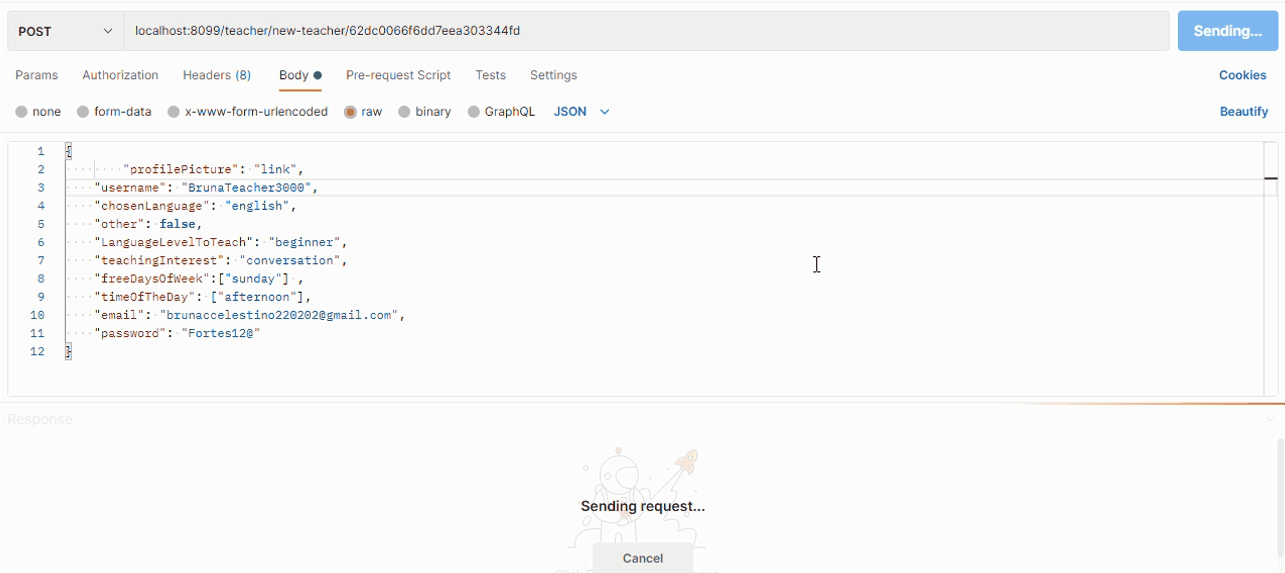 POST localhost:8099/teacher/new-teacher/62dc0066f6dd7eea303344fd Sending...
Params Authorization Headers (8) Body Pre-request Script Tests Settings Cookies
none form-data x-www-form-urlencoded raw binary GraphQL JSON Beautify
1 {
2 "profilePicture": "link",
3 "username": "BrunaTeacher3000",
4 "chosenLanguage": "english",
5 "other": false,
6 "LanguageLevelToTeach": "beginner",
7 "teachingInterest": "conversation",
8 "freeDaysOfWeek":["sunday"] ,
9 "timeOfTheDay": ["afternoon"],
10 "email": "brunaccelestino220202@gmail.com",
11 "password": "Fortes12@"
12 }
Response
Sending request...
Cancel